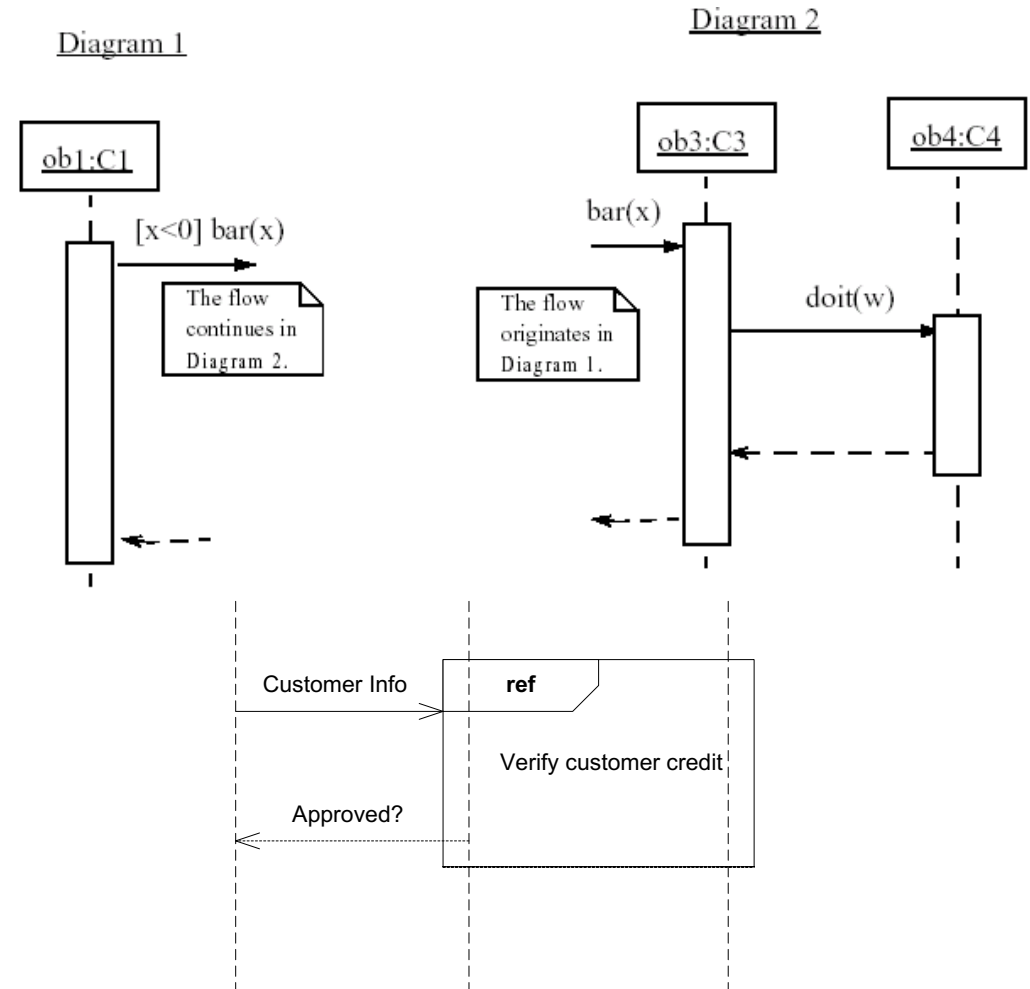 Diagram 1
ob1:C1
[x<0] bar(x)
The flow
continues in
Diagram 2.
Diagram 2
ob3:C3
ob4:C4
bar(x)
The flow
originates in
Diagram 1.
doit(w)
Customer Info
ref
Verify customer credit
Approved?